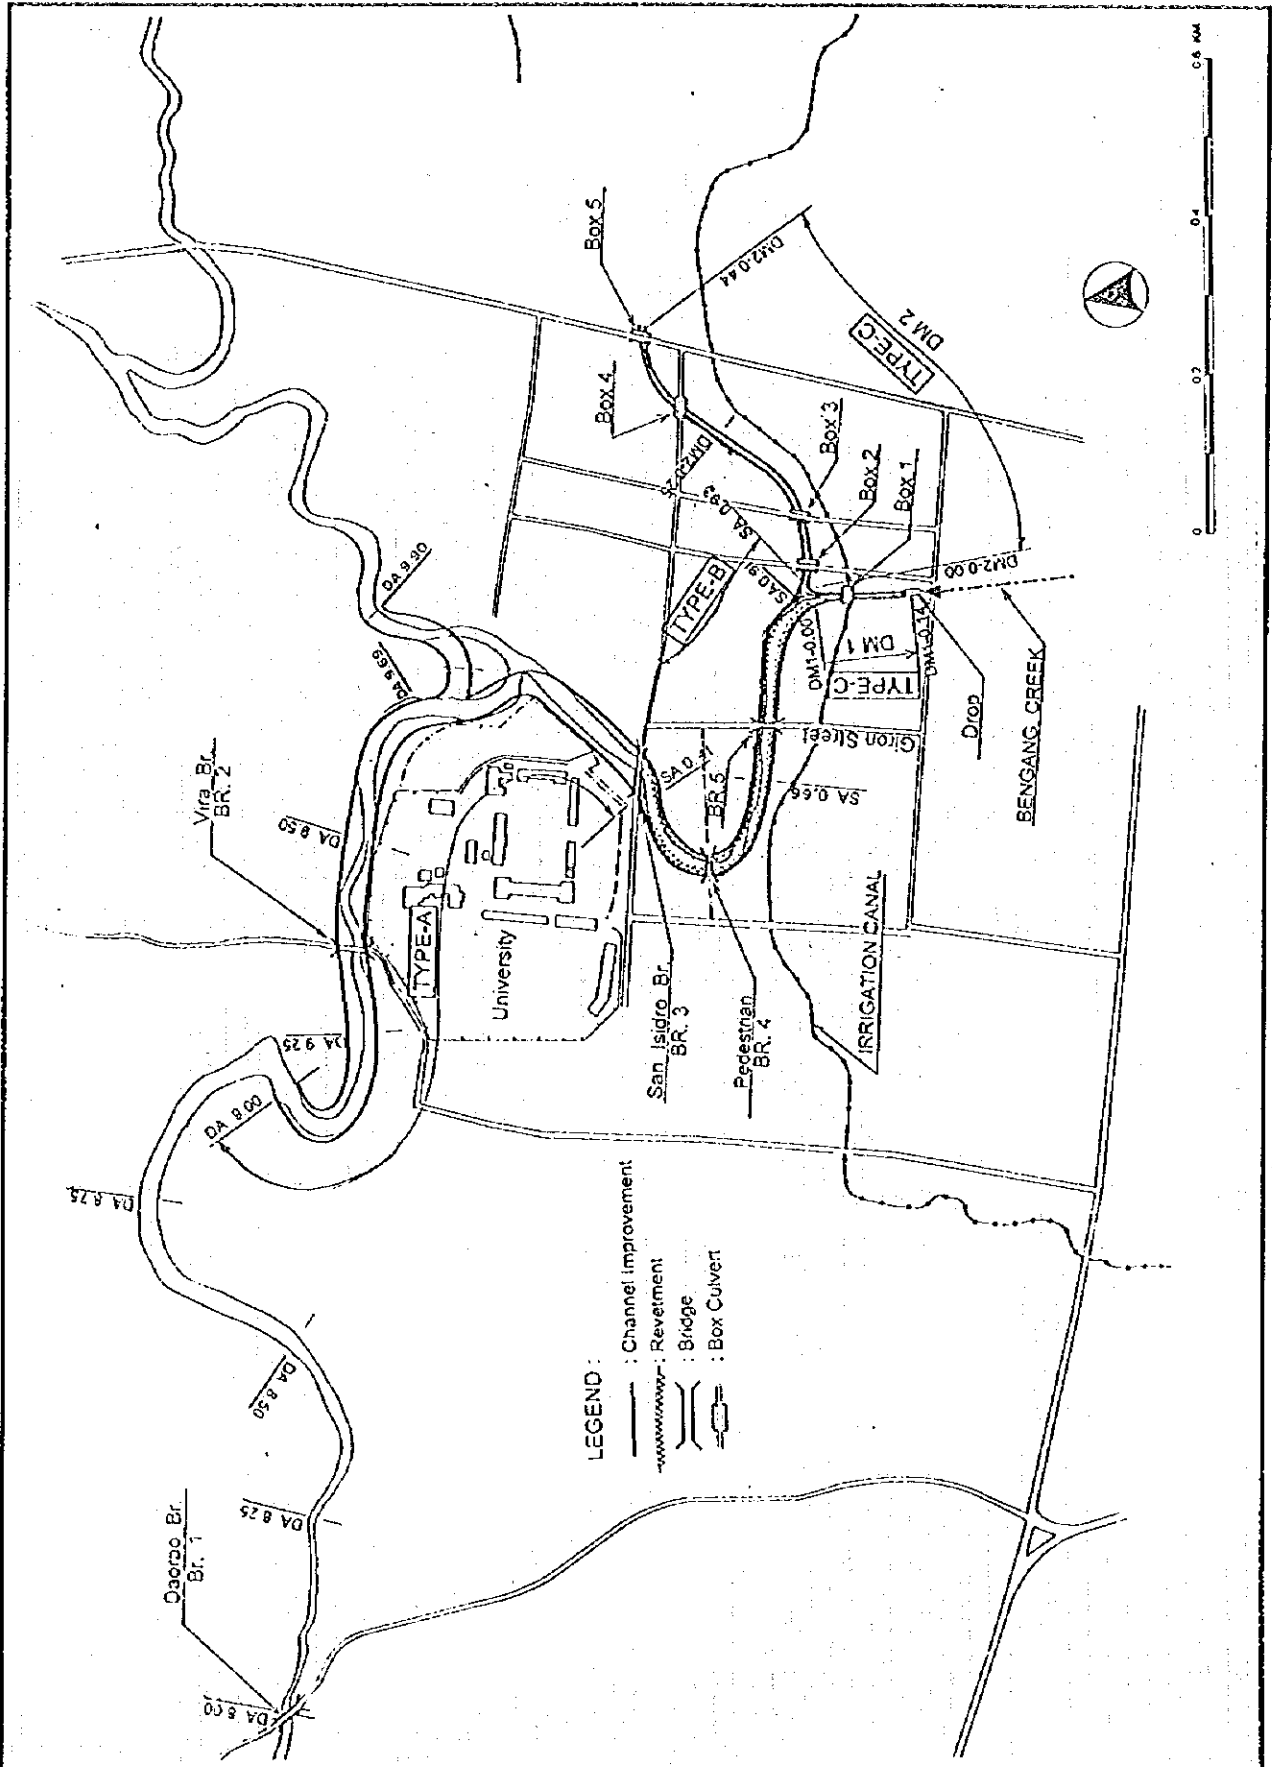 Vira Br.
BR. 2
DA 9.50
DA 9.69
DA 9.90
DA 9.25
DA 9.00
DA 8.75
DA 8.50
DA 8.25
DA 8.00
Br. 1
TYPE-A
University
San Isidro Br.
BR. 3
Pedestrian
BR. 4
BR. 5
SA 0.66
Giron Street
IRRIGATION CANAL
TYPE-B
SA 0.91
SA 0.93
Box 5
Box 4
Box 3
Box 2
Box 1
DM2-0.44
TYPE-C
DM 2
DM2-0.00
DM1-0.00
DM 1
TYPE-C
DM1-0.14
Drop
BENGANG CREEK
LEGEND :
: Channel Improvement
: Revetment
: Bridge
: Box Culvert
0 0.2 0.4 0.6 KM